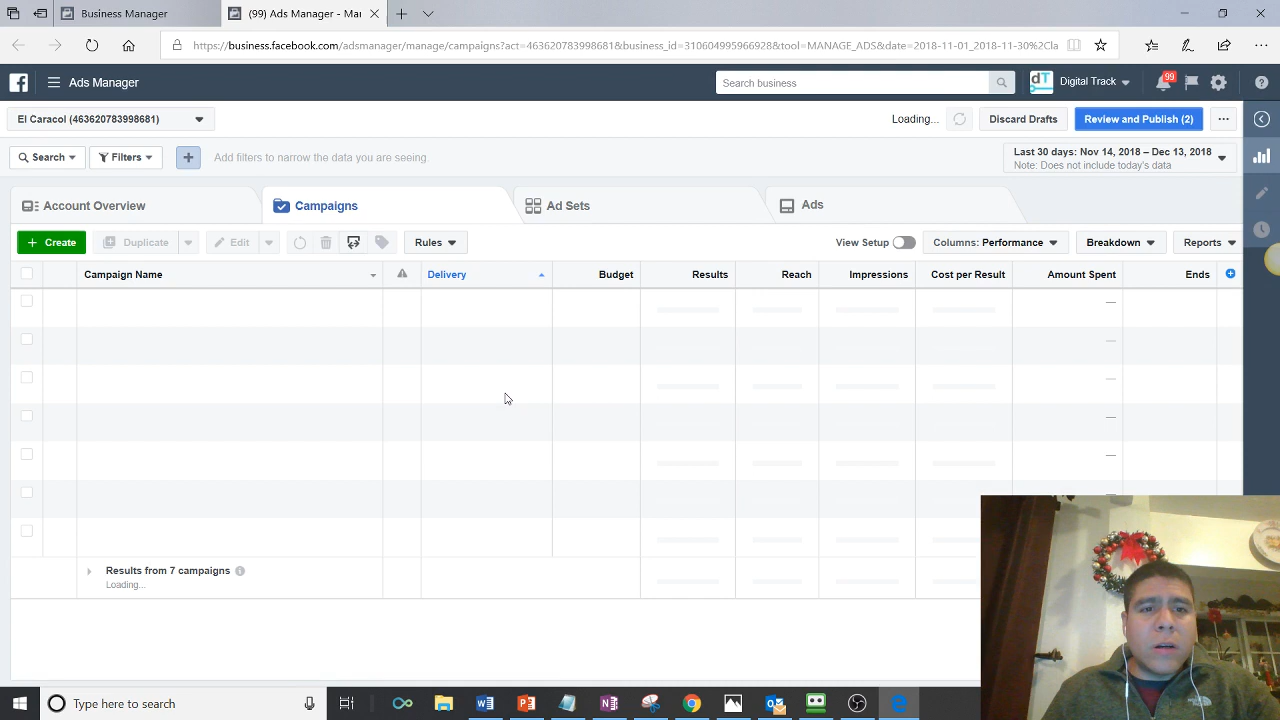 Business Manager
(99) Ads Manager - Mar
https://business.facebook.com/adsmanager/manage/campaigns?act=463620783998681&business_id=310604995966928&tool=MANAGE_ADS&date=2018-11-01_2018-11-30%2Cla
Ads Manager
Search business
dT
Digital Track
99
El Caracol (463620783998681)
Loading...
Discard Drafts
Review and Publish (2)
Search
Filters
Add filters to narrow the data you are seeing.
Last 30 days: Nov 14, 2018 – Dec 13, 2018
Note: Does not include today's data
Account Overview
Campaigns
Ad Sets
Ads
+ Create
Duplicate
Edit
Rules
View Setup
Columns: Performance
Breakdown
Reports
Campaign Name
Delivery
Budget
Results
Reach
Impressions
Cost per Result
Amount Spent
Ends
Results from 7 campaigns
Loading...
Type here to search